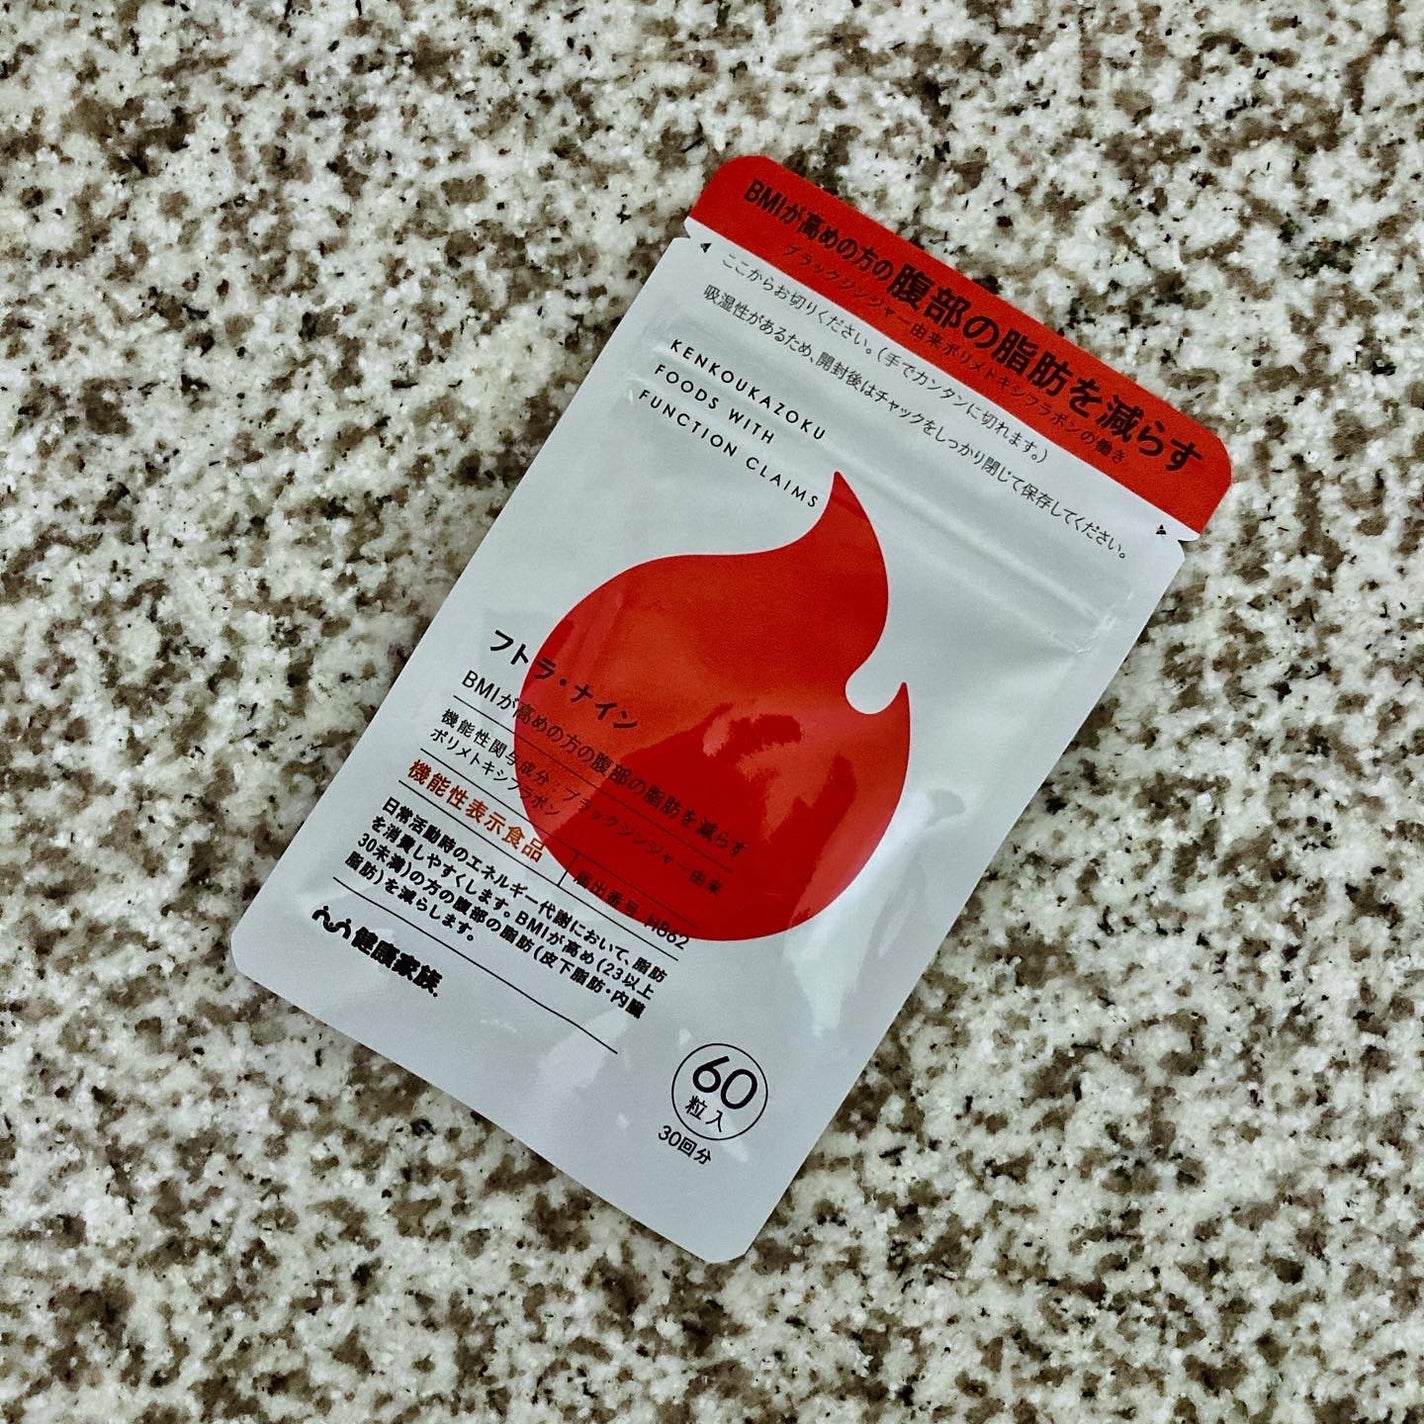 BMIが高めの方の腹部の脂肪を減らす
ブラックジンジャー由来ポリメトキシフラボンの働き
ここからお切りください。(手でカンタンに切れます。)
吸湿性があるため、開封後はチャックをしっかり閉じて保存してください。
KENKOUKAZOKU
FOODS WITH
FUNCTION CLAIMS
フトラ・ナイン
BMIが高めの方の腹部の脂肪を減らす
機能性関与成分:ブラックジンジャー由来
ポリメトキシフラボン
機能性表示食品 届出番号 H862
日常活動時のエネルギー代謝において、脂肪
を消費しやすくします。BMIが高め(23以上
30未満)の方の腹部の脂肪(皮下脂肪・内臓
脂肪)を減らします。
健康家族
60
粒入
30回分